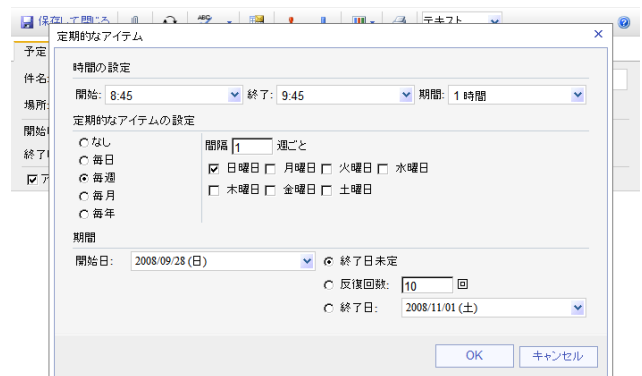 保存して閉じる
ABC
テキスト
定期的なアイテム
予定
件名:
場所:
時間の設定
開始: 8:45 終了: 9:45 期間: 1 時間
定期的なアイテムの設定
なし
毎日
毎週
毎月
毎年
間隔 1 週ごと
日曜日 月曜日 火曜日 水曜日
木曜日 金曜日 土曜日
期間
開始日: 2008/09/28 (日)
終了日未定
反復回数: 10 回
終了日: 2008/11/01 (土)
OK キャンセル